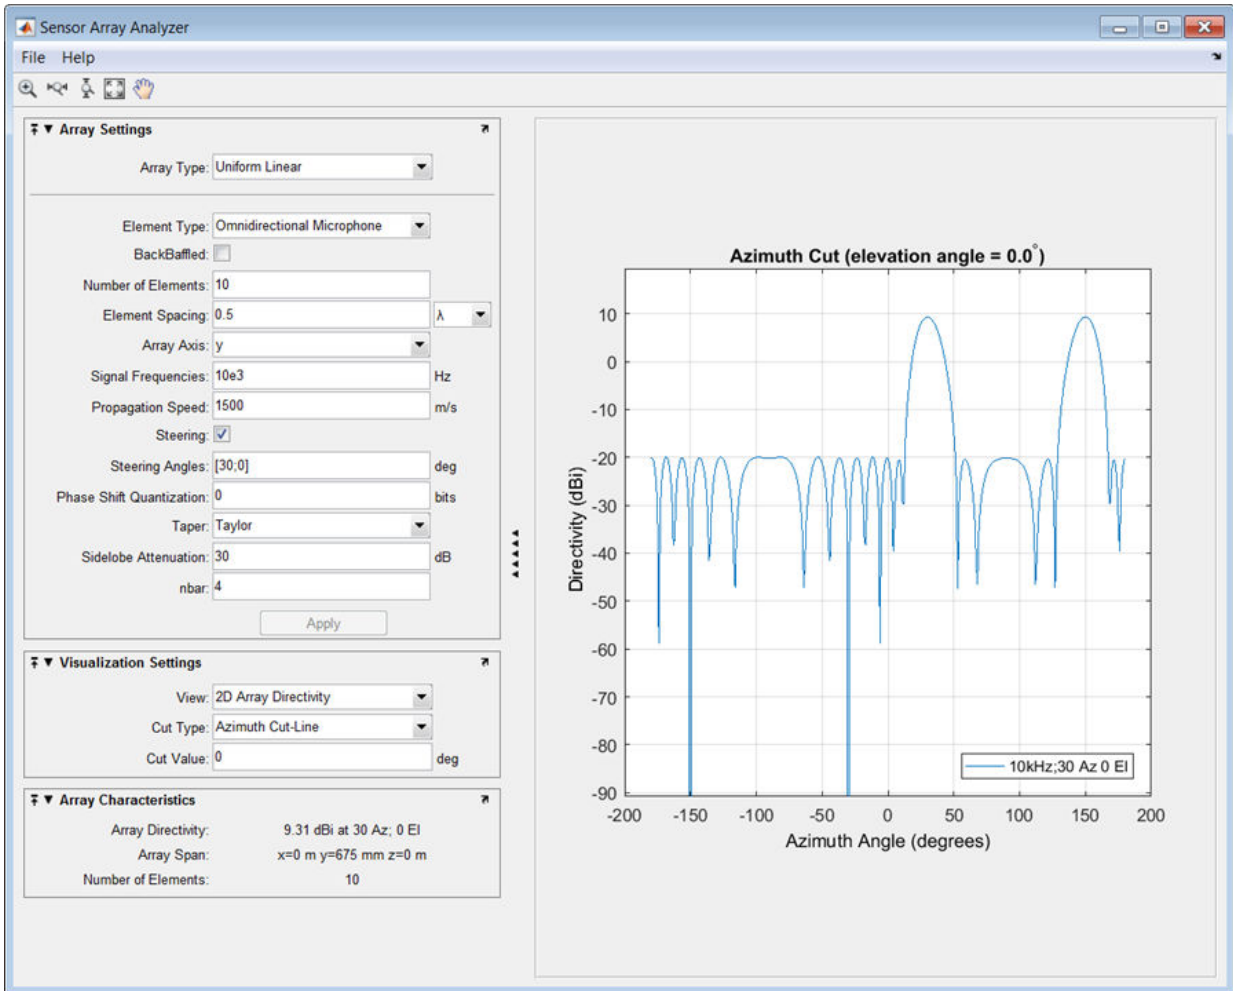 Sensor Array Analyzer
File Help
Array Settings
Array Type: Uniform Linear
Element Type: Omnidirectional Microphone
BackBaffled:
Number of Elements: 10
Element Spacing: 0.5 λ
Array Axis: y
Signal Frequencies: 10e3 Hz
Propagation Speed: 1500 m/s
Steering:
Steering Angles: [30;0] deg
Phase Shift Quantization: 0 bits
Taper: Taylor
Sidelobe Attenuation: 30 dB
nbar: 4
Apply
Visualization Settings
View: 2D Array Directivity
Cut Type: Azimuth Cut-Line
Cut Value: 0 deg
Array Characteristics
Array Directivity: 9.31 dBi at 30 Az; 0 El
Array Span: x=0 m y=675 mm z=0 m
Number of Elements: 10
Azimuth Cut (elevation angle = 0.0°)
Directivity (dBi)
10
0
-10
-20
-30
-40
-50
-60
-70
-80
-90
10kHz;30 Az 0 El
-200 -150 -100 -50 0 50 100 150 200
Azimuth Angle (degrees)